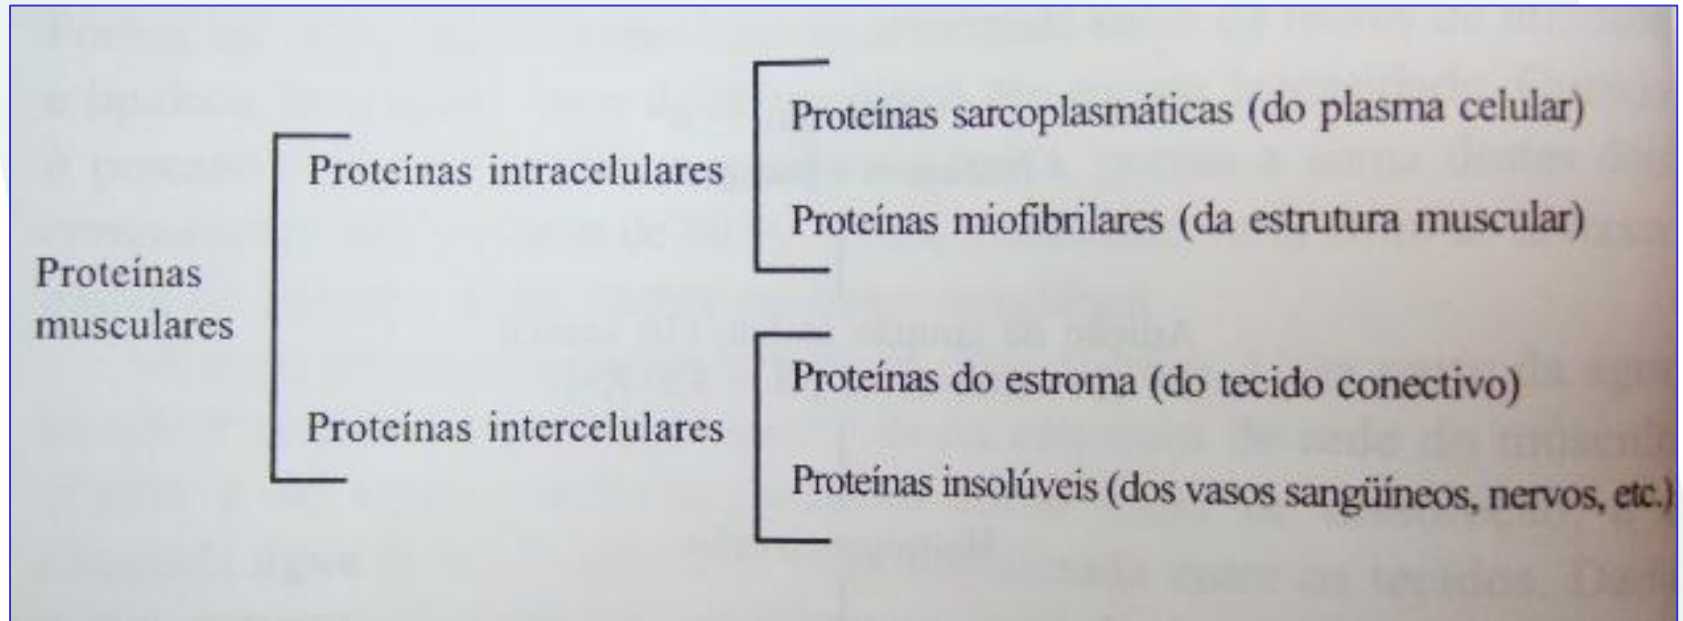 Proteínas sarcoplasmáticas (do plasma celular)
Proteínas intracelulares
Proteínas miofibrilares (da estrutura muscular)
Proteínas
musculares
Proteínas do estroma (do tecido conectivo)
Proteínas intercelulares
Proteínas insolúveis (dos vasos sangüíneos, nervos, etc.)